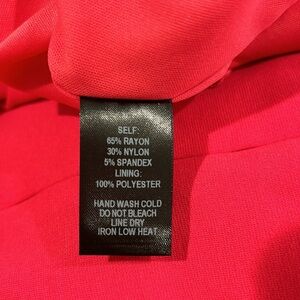 SELF:
65% RAYON
30% NYLON
5% SPANDEX
LINING:
100% POLYESTER
HAND WASH COLD
DO NOT BLEACH
LINE DRY
IRON LOW HEAT